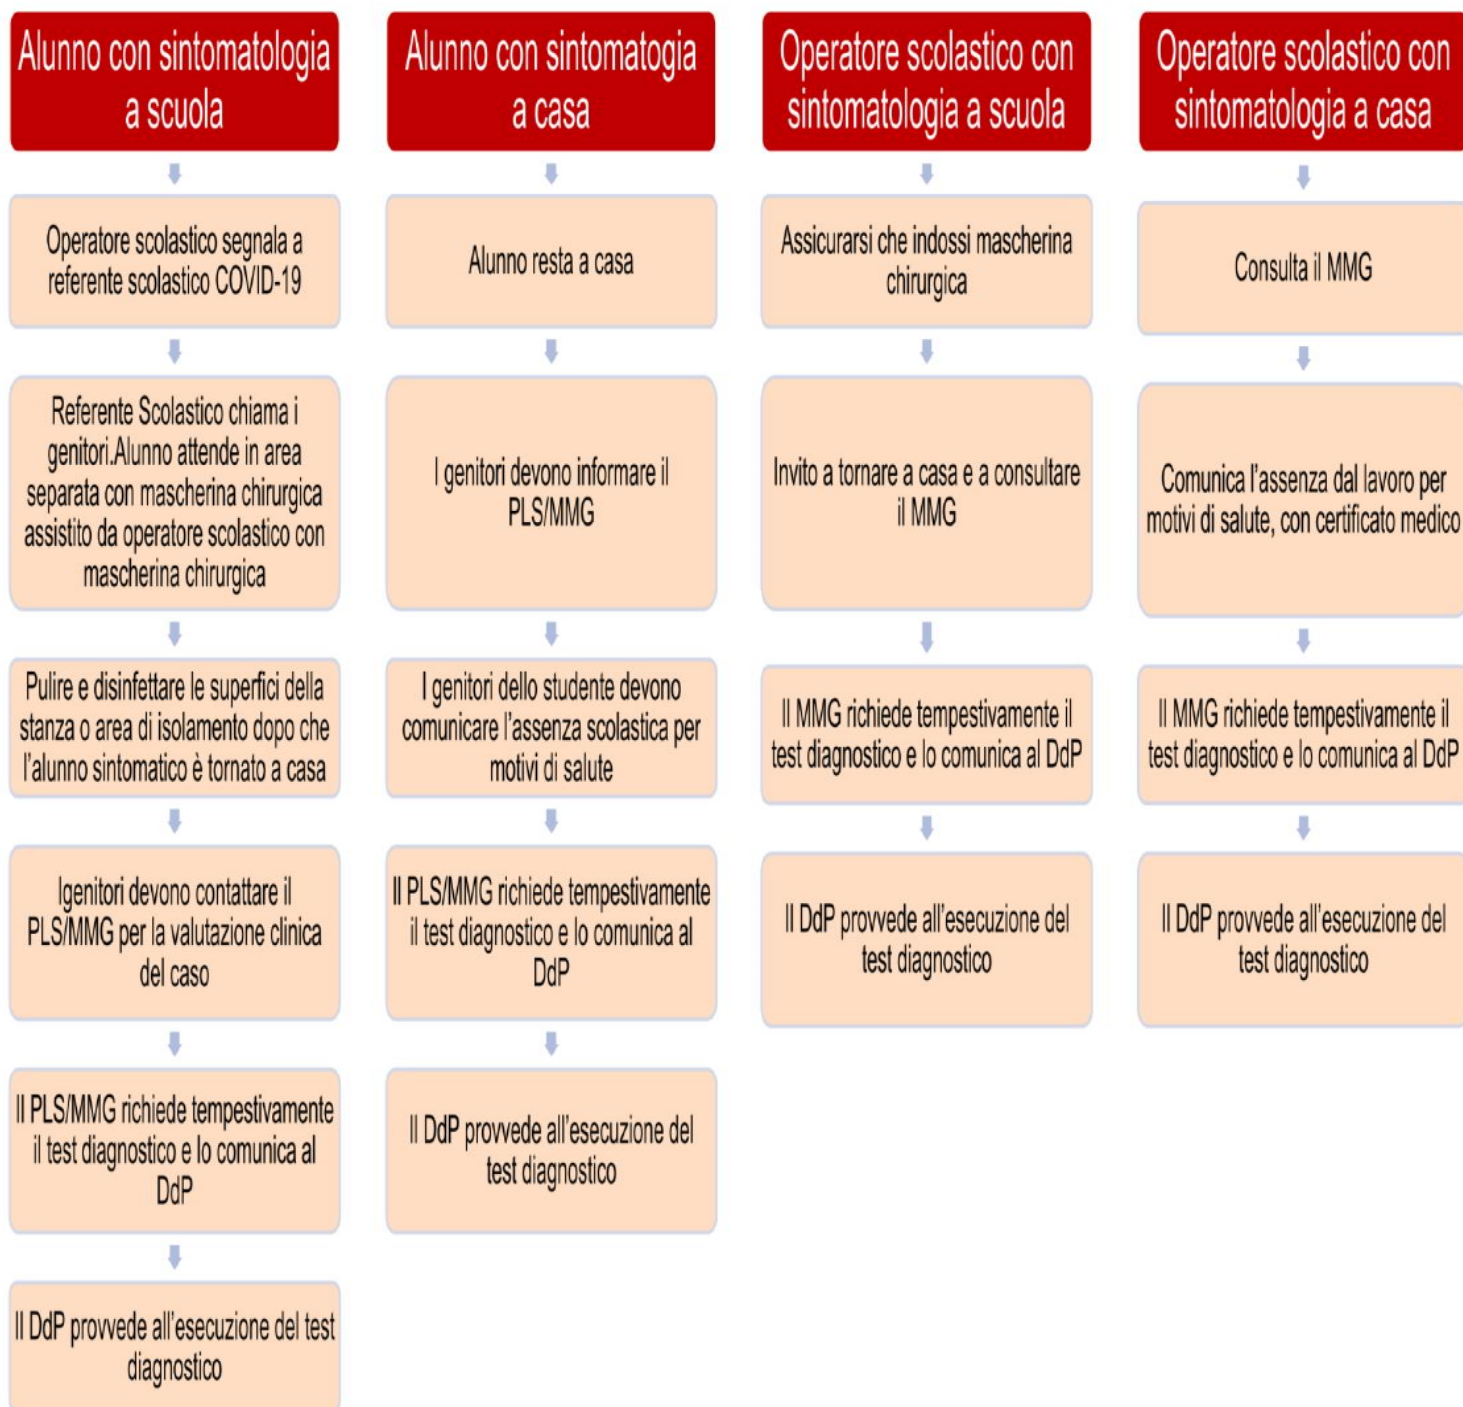 Alunno con sintomatologia
a scuola
Operatore scolastico segnala a
referente scolastico COVID-19
Referente Scolastico chiama i
genitori.Alunno attende in area
separata con mascherina chirurgica
assistito da operatore scolastico con
mascherina chirurgica
Pulire e disinfettare le superfici della
stanza o area di isolamento dopo che
l'alunno sintomatico è tornato a casa
Igenitori devono contattare il
PLS/MMG per la valutazione clinica
del caso
Il PLS/MMG richiede tempestivamente
il test diagnostico e lo comunica al
DdP
Il DdP provvede all'esecuzione del test
diagnostico
Alunno con sintomatogia
a casa
Alunno resta a casa
I genitori devono informare il
PLS/MMG
I genitori dello studente devono
comunicare l'assenza scolastica per
motivi di salute
Il PLS/MMG richiede tempestivamente
il test diagnostico e lo comunica al
DdP
Il DdP provvede all'esecuzione del
test diagnostico
Operatore scolastico con
sintomatologia a scuola
Assicurarsi che indossi mascherina
chirurgica
Invito a tornare a casa e a consultare
il MMG
Il MMG richiede tempestivamente il
test diagnostico e lo comunica al DdP
Il DdP provvede all'esecuzione del
test diagnostico
Operatore scolastico con
sintomatologia a casa
Consulta il MMG
Comunica l'assenza dal lavoro per
motivi di salute, con certificato medico
Il MMG richiede tempestivamente il
test diagnostico e lo comunica al DdP
Il DdP provvede all'esecuzione del
test diagnostico